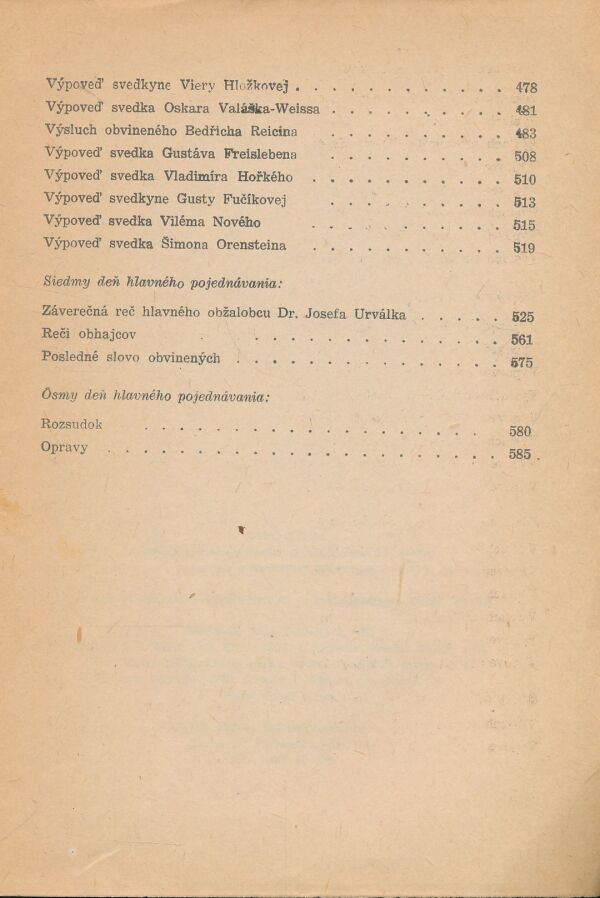 Výpoveď svedkyne Viery Hložkovej . . . . . . . . . . . 478
Výpoveď svedka Oskara Valáška-Weissa . . . . . . . . . 481
Výsluch obvineného Bedřicha Reicina . . . . . . . . . 483
Výpoveď svedka Gustáva Freislebena . . . . . . . . . 508
Výpoveď svedka Vladimíra Hořkého . . . . . . . . . . 510
Výpoveď svedkyne Gusty Fučíkovej . . . . . . . . . 513
Výpoveď svedka Viléma Nového . . . . . . . . . . 515
Výpoveď svedka Šimona Orensteina . . . . . . . . . . 519
Siedmy deň hlavného pojednávania:
Záverečná reč hlavného obžalobcu Dr. Josefa Urválka . . . . . 525
Reči obhajcov . . . . . . . . . . . . 561
Posledné slovo obvinených . . . . . . . . . . . . . 575
Ôsmy deň hlavného pojednávania:
Rozsudok . . . . . . . . . . . . . . . . 580
Opravy . . . . . . . . . . . . . . . . . . 585